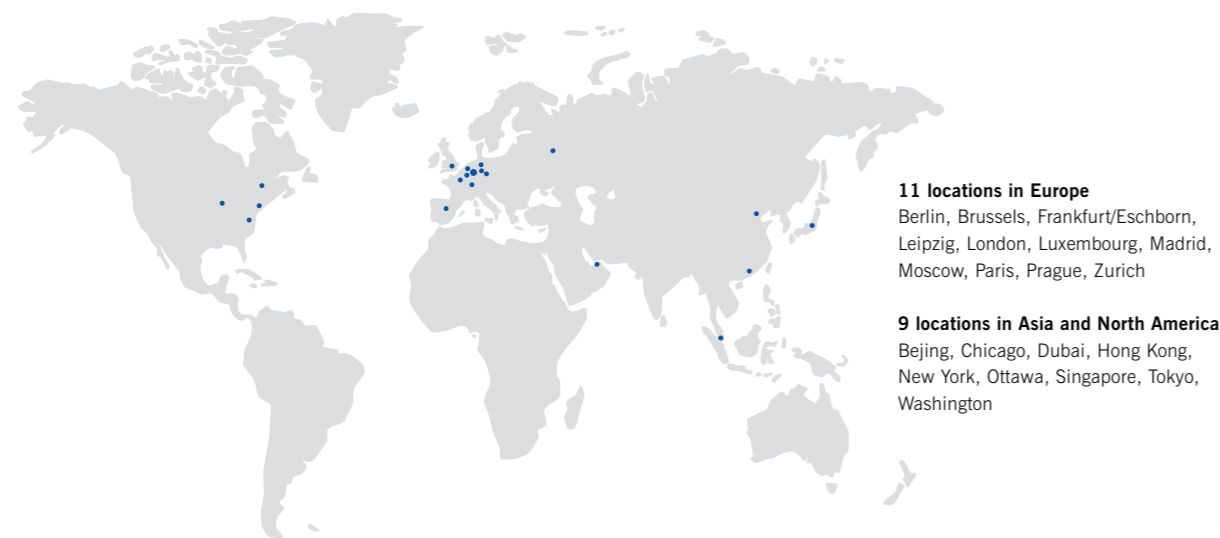 11 locations in Europe
Berlin, Brussels, Frankfurt/Eschborn,
Leipzig, London, Luxembourg, Madrid,
Moscow, Paris, Prague, Zurich
9 locations in Asia and North America
Bejing, Chicago, Dubai, Hong Kong,
New York, Ottawa, Singapore, Tokyo,
Washington